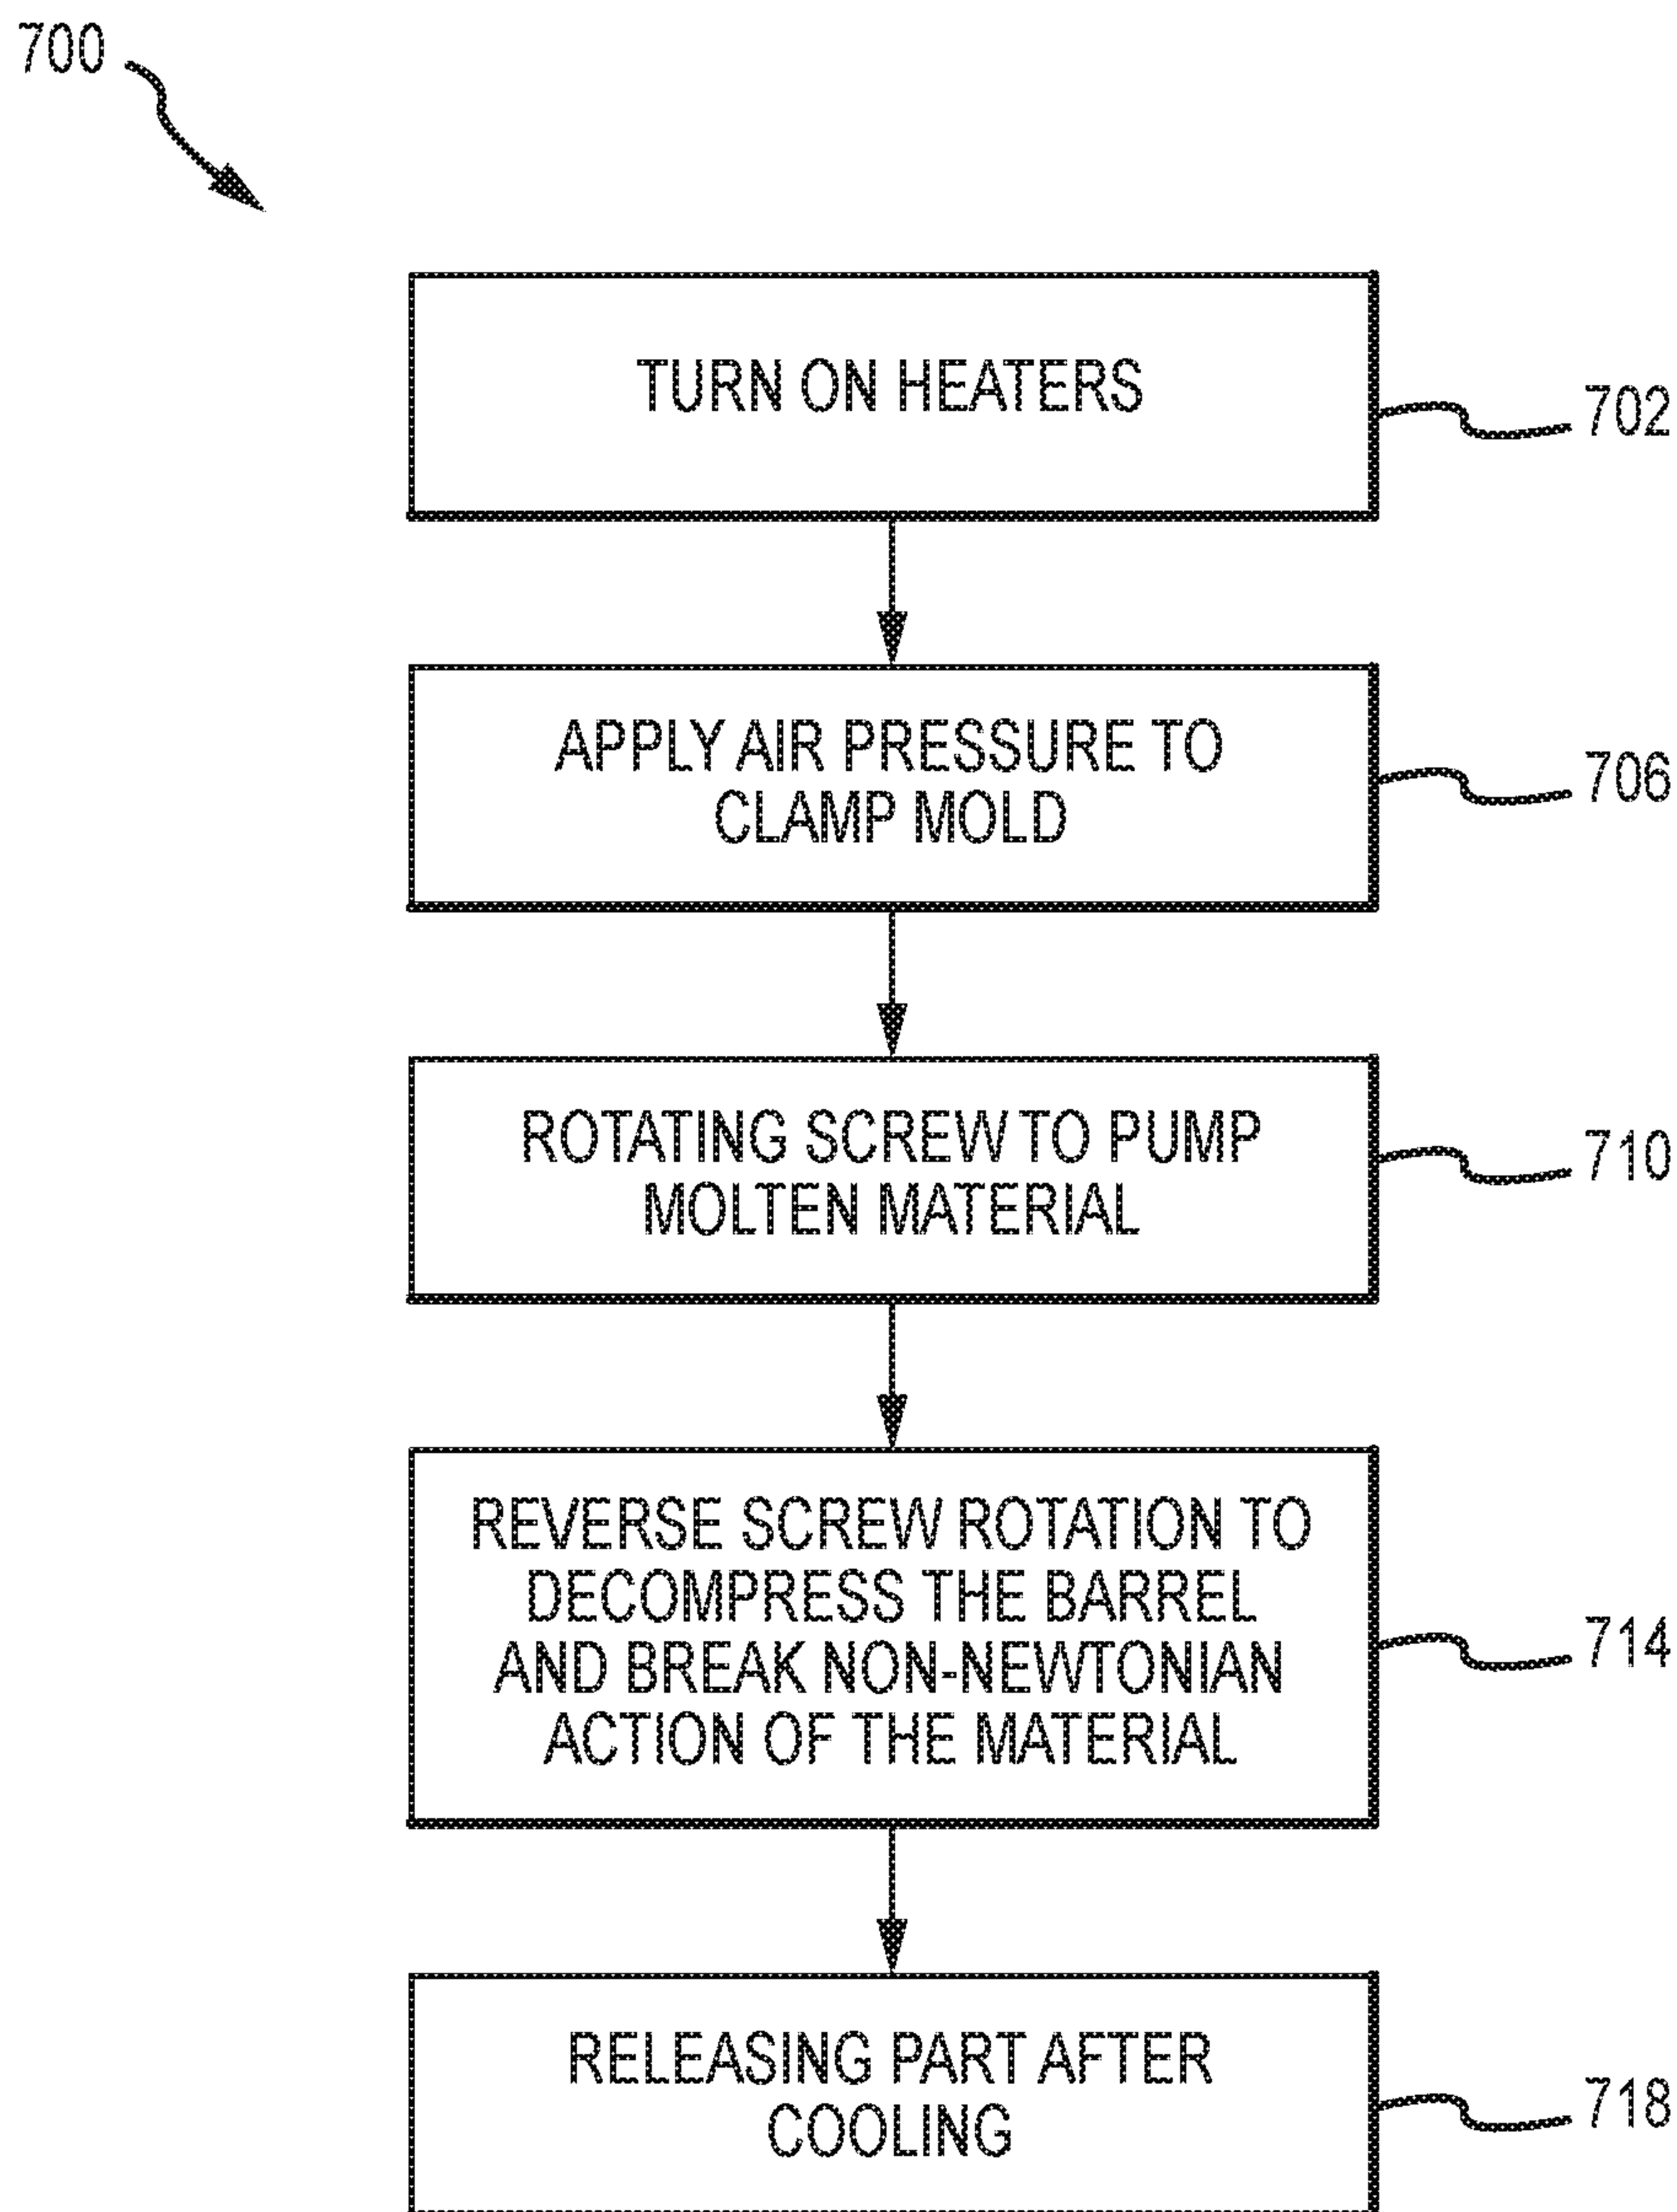 700
TURN ON HEATERS
702
APPLY AIR PRESSURE TO
CLAMP MOLD
706
ROTATING SCREW TO PUMP
MOLTEN MATERIAL
710
REVERSE SCREW ROTATION TO
DECOMPRESS THE BARREL
AND BREAK NON-NEWTONIAN
ACTION OF THE MATERIAL
714
RELEASING PART AFTER
COOLING
718